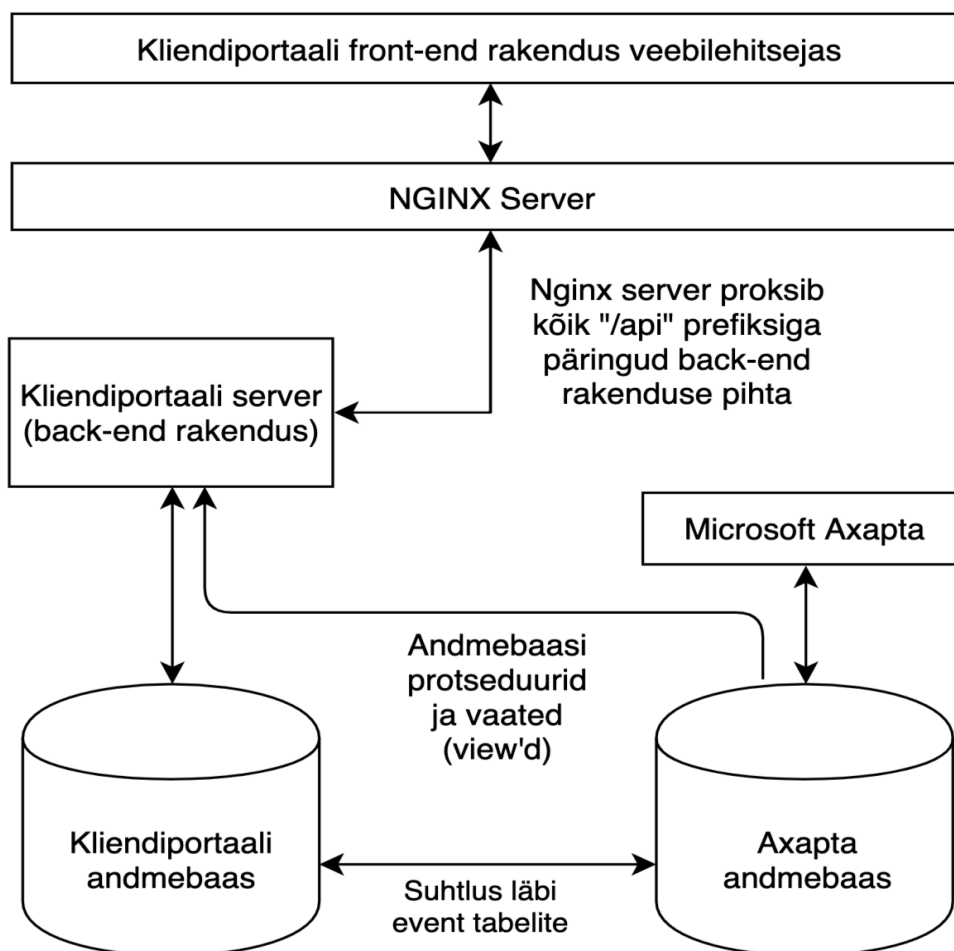 Kliendiportaali front-end rakendus veebilehitsejas
NGINX Server
Nginx server proksib
kõik "/api" prefiksiga
päringud back-end
rakenduse pihta
Kliendiportaali server
(back-end rakendus)
Microsoft Axapta
Andmebaasi
protseduurid
ja vaated
(view'd)
Kliendiportaali
andmebaas
Axapta
andmebaas
Suhtlus läbi
event tabelite